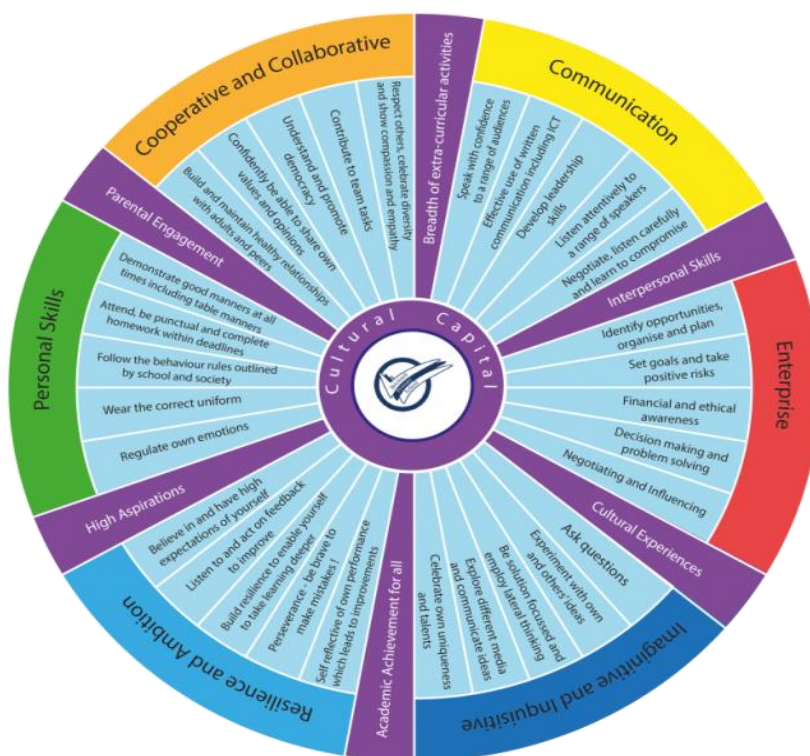 Cultural Capital
Breadth of extra-curricular activities
Communication
Speak with confidence
to a range of audiences
Effective use of written
communication including ICT
Develop leadership
skills
Listen attentively to
a range of speakers
Negotiate, listen carefully
and learn to compromise
Interpersonal Skills
Enterprise
Identify opportunities,
organise and plan
Set goals and take
positive risks
Financial and ethical
awareness
Decision making and
problem solving
Negotiating and Influencing
Cultural Experiences
Imaginitive and Inquisitive
Ask questions
Experiment with own
and others' ideas
Be solution focussed and
employ lateral thinking
Explore different media
and communicate ideas
Celebrate own uniqueness
and talents
Academic Achievement for all
Resilience and Ambition
Self reflective of own performance
which leads to improvements
Perseverance - be brave to
make mistakes !
Build resilience to enable yourself
to take learning deeper
Listen to and act on feedback
to improve
Believe in and have high
expectations of yourself
High Aspirations
Personal Skills
Regulate own emotions
Wear the correct uniform
Follow the behaviour rules outlined
by school and society
Attend, be punctual and complete
homework within deadlines
Demonstrate good manners at all
times including table manners
Parental Engagement
Cooperative and Collaborative
Build and maintain healthy relationships
with adults and peers
Confidently be able to share own
values and opinions
Understand and promote
democracy
Contribute to team tasks
Respect others, celebrate diversity
and show compassion and empathy